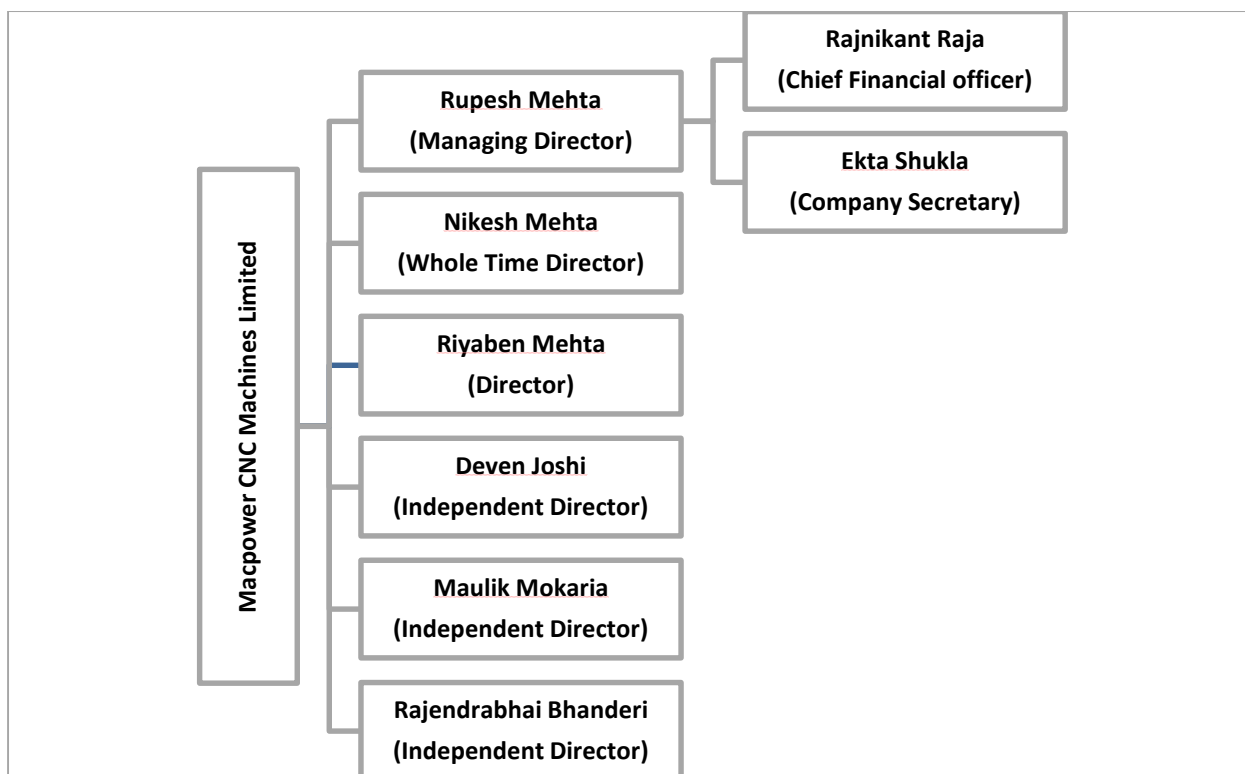 Macpower CNC Machines Limited
Rupesh Mehta
(Managing Director)
Rajnikant Raja
(Chief Financial officer)
Ekta Shukla
(Company Secretary)
Nikesh Mehta
(Whole Time Director)
Riyaben Mehta
(Director)
Deven Joshi
(Independent Director)
Maulik Mokaria
(Independent Director)
Rajendrabhai Bhanderi
(Independent Director)